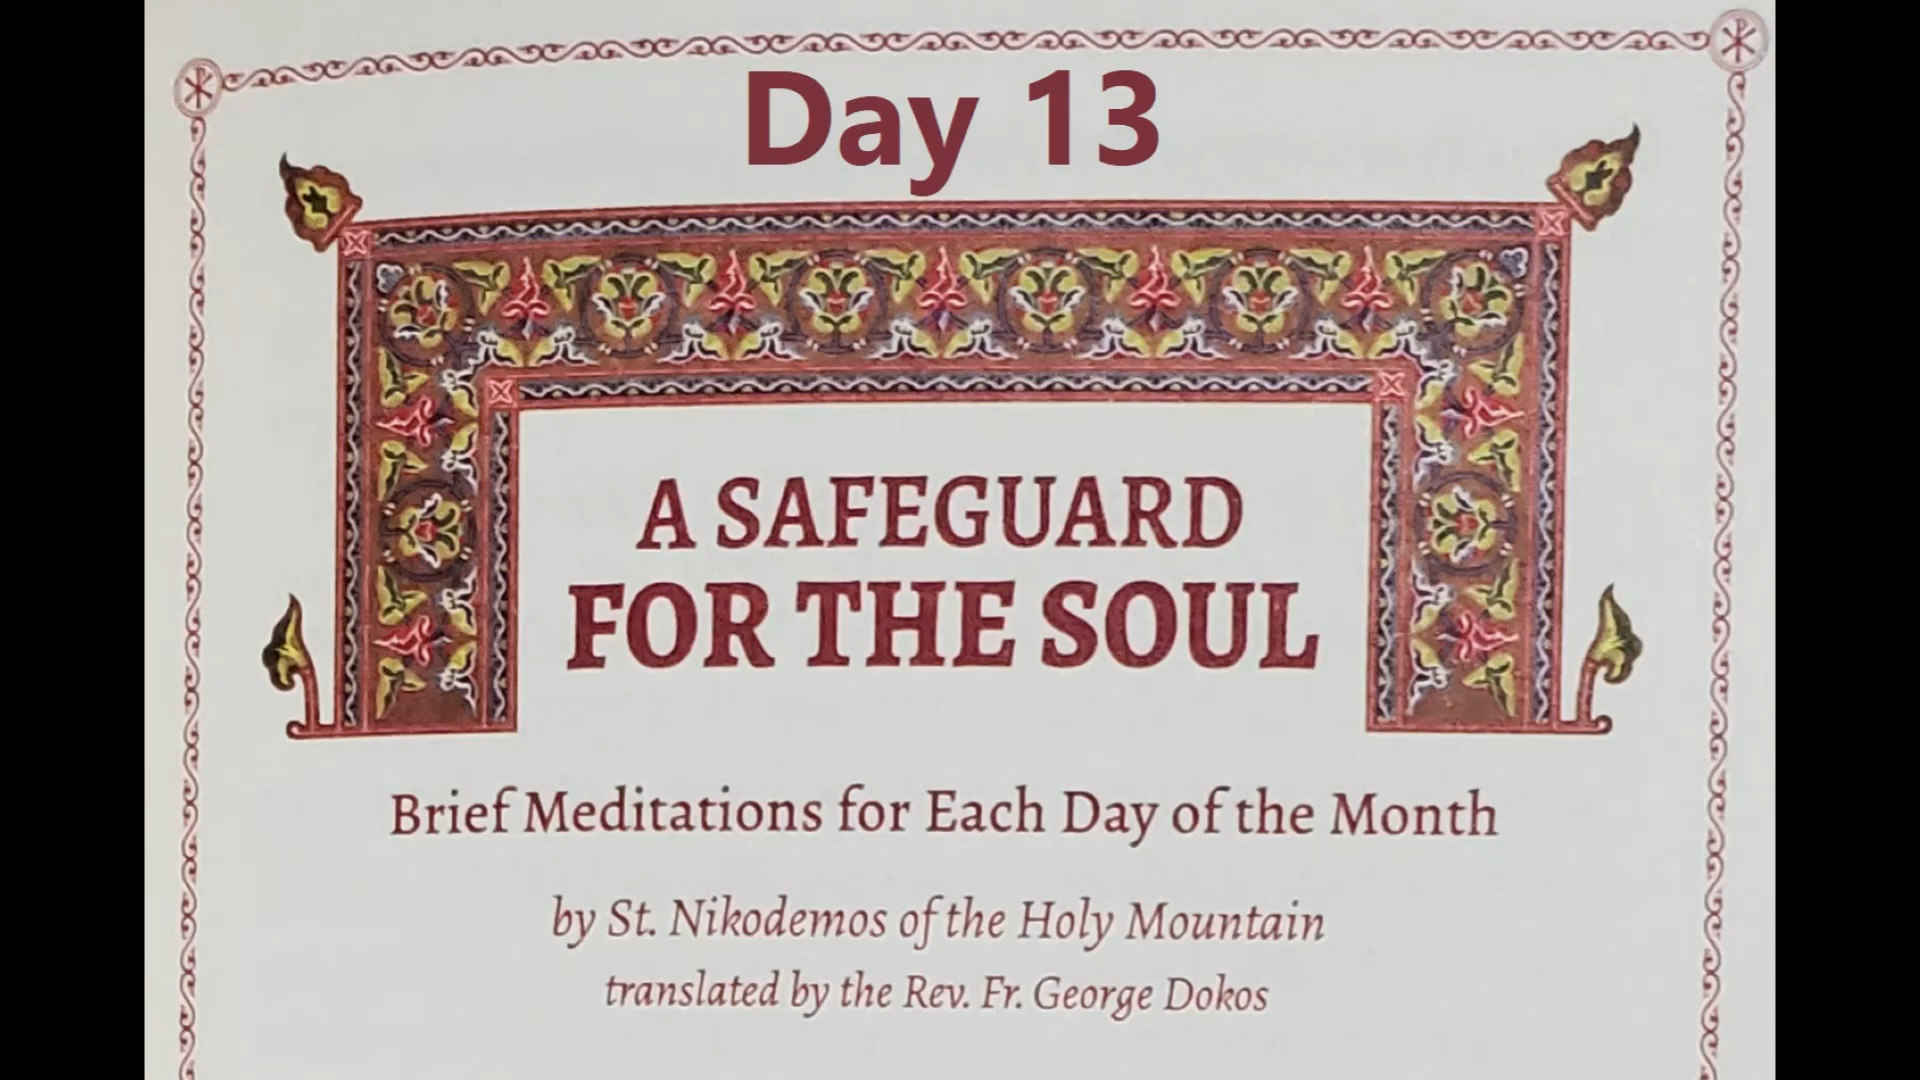 Day 13
A SAFEGUARD
FOR THE SOUL
Brief Meditations for Each Day of the Month
by St. Nikodemos of the Holy Mountain
translated by the Rev. Fr. George Dokos